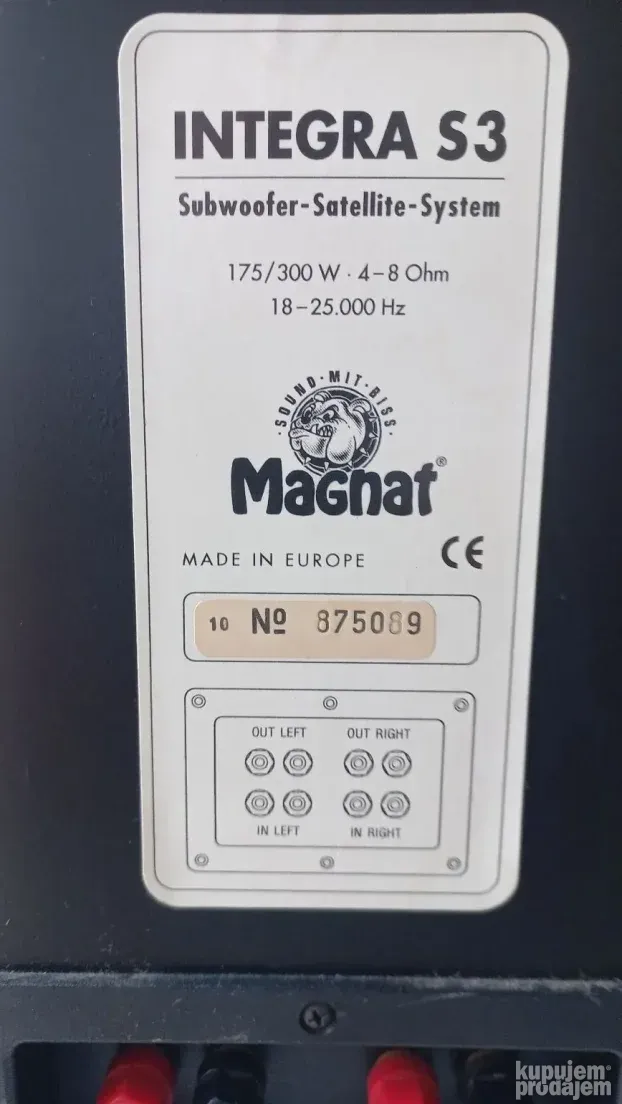 INTEGRA S3
Subwoofer-Satellite-System
175/300 W · 4–8 Ohm
18–25.000 Hz
·SOUND·MIT·BISS·
Magnat®
MADE IN EUROPE CE
10 Nº 875089
OUT LEFT OUT RIGHT
IN LEFT IN RIGHT
kupujem
prodajem